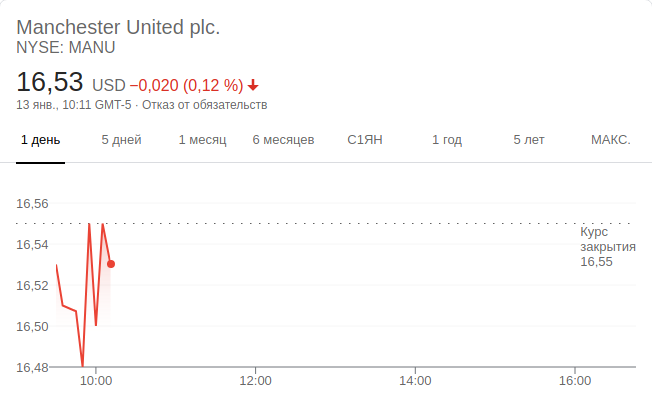 Manchester United plc.
NYSE: MANU
16,53 USD −0,020 (0,12 %)
13 янв., 10:11 GMT-5 · Отказ от обязательств
1 день 5 дней 1 месяц 6 месяцев С1ЯН 1 год 5 лет МАКС.
16,56
16,54
16,52
16,50
16,48
Курс
закрытия
16,55
10:00 12:00 14:00 16:00